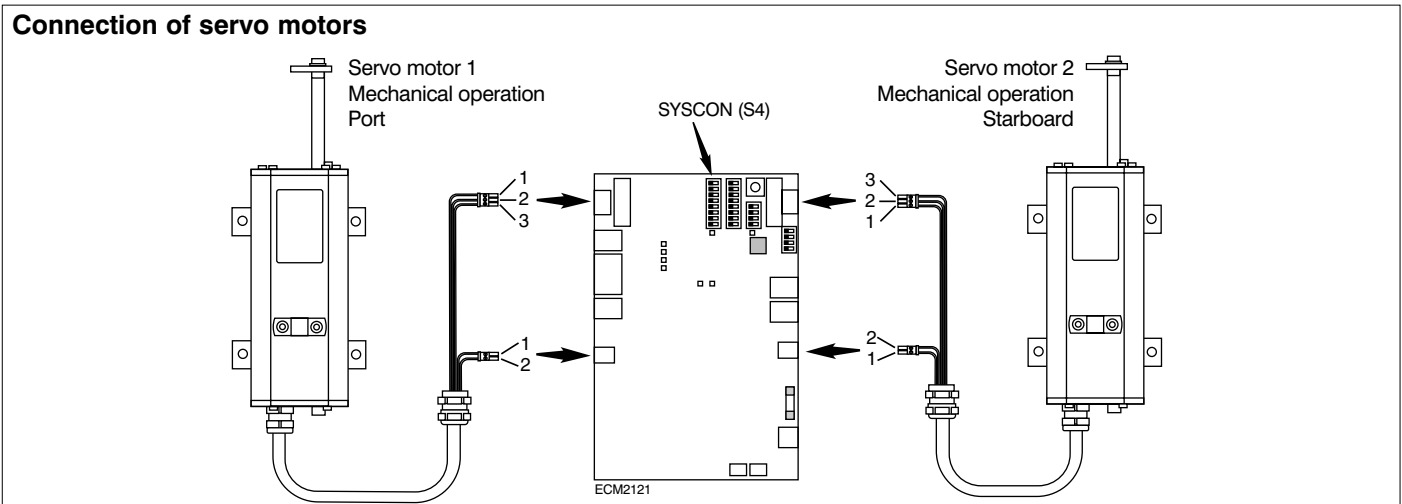 Connection of servo motors
Servo motor 1
Mechanical operation
Port
SYSCON (S4)
Servo motor 2
Mechanical operation
Starboard
1
2
3
3
2
1
1
2
2
1
ECM2121